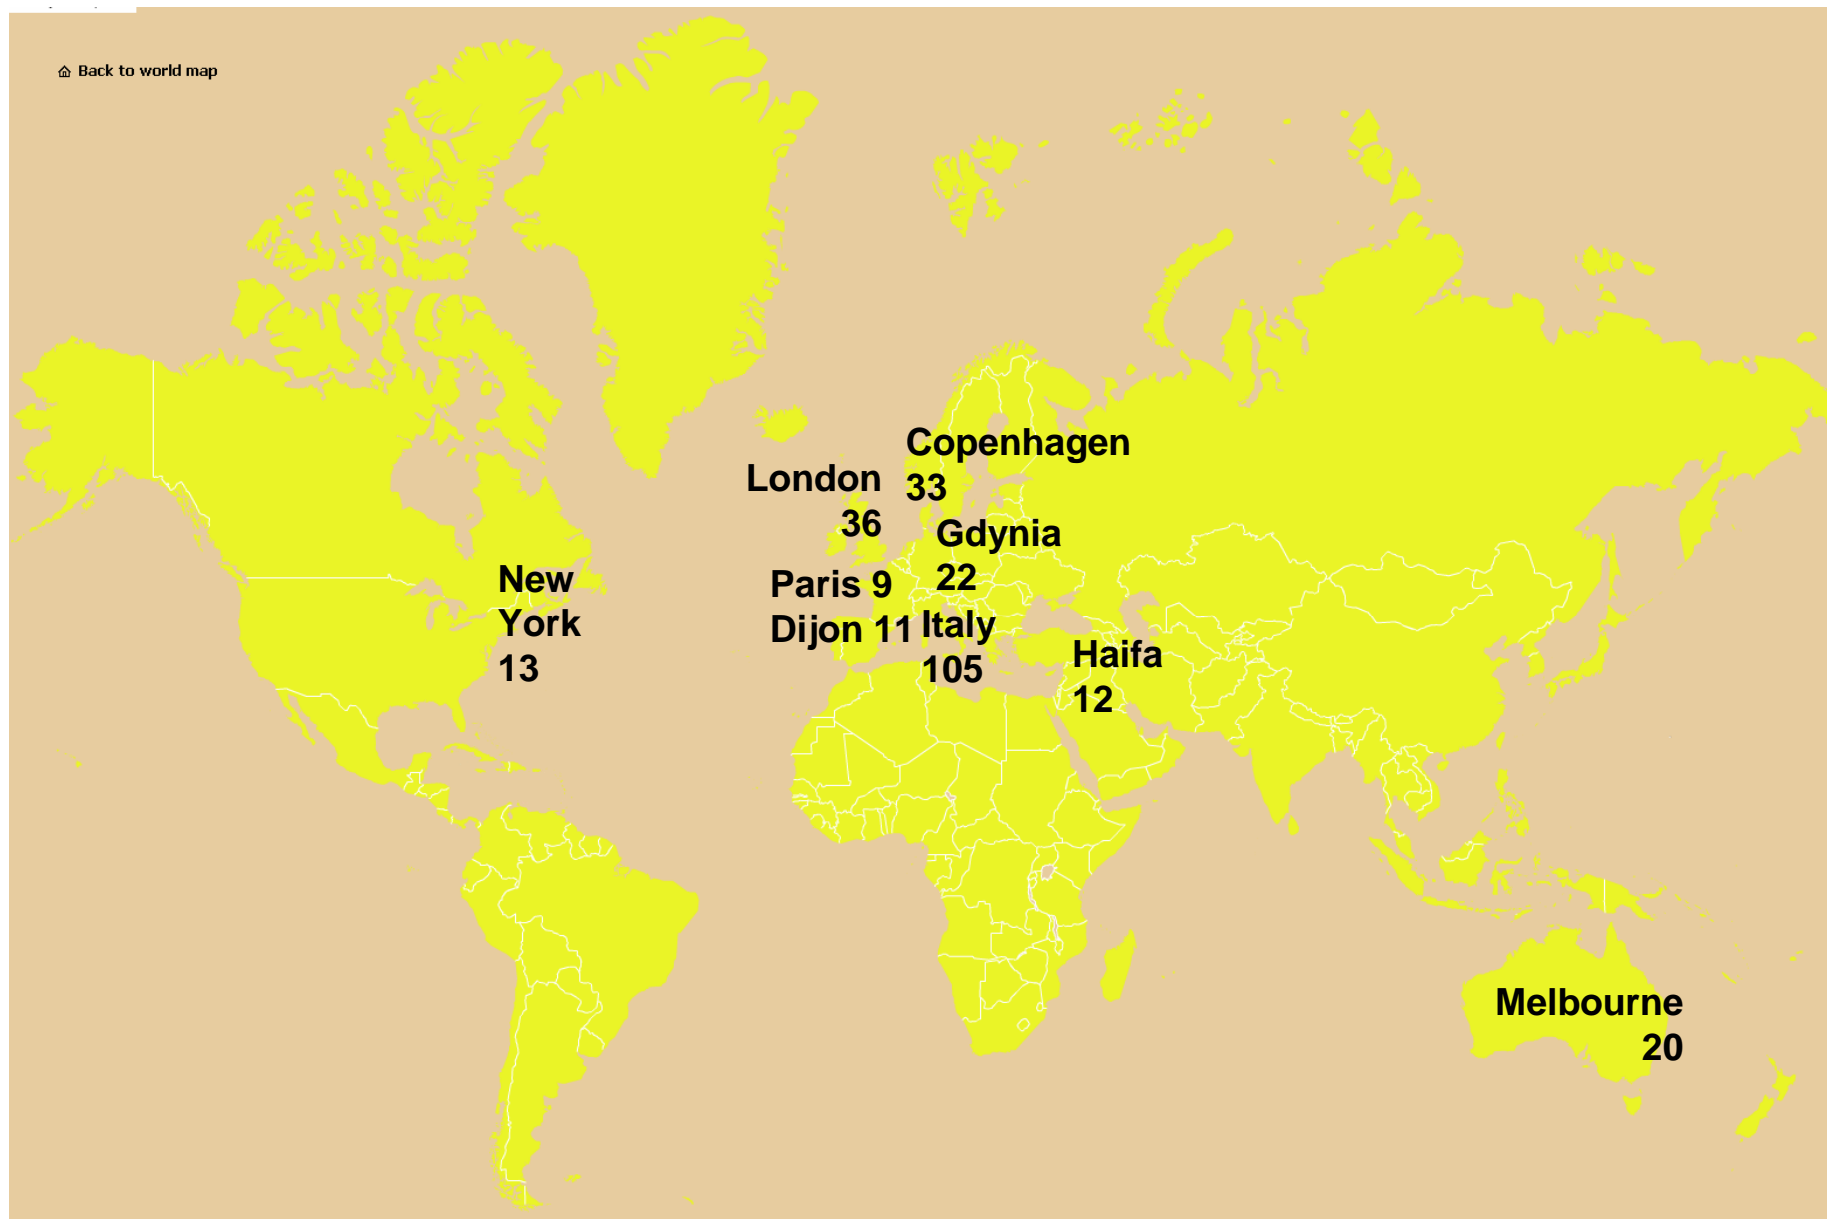 Back to world map
Copenhagen
33
London
36
Gdynia
22
New
York
13
Paris 9
Dijon 11
Italy
105
Haifa
12
Melbourne
20